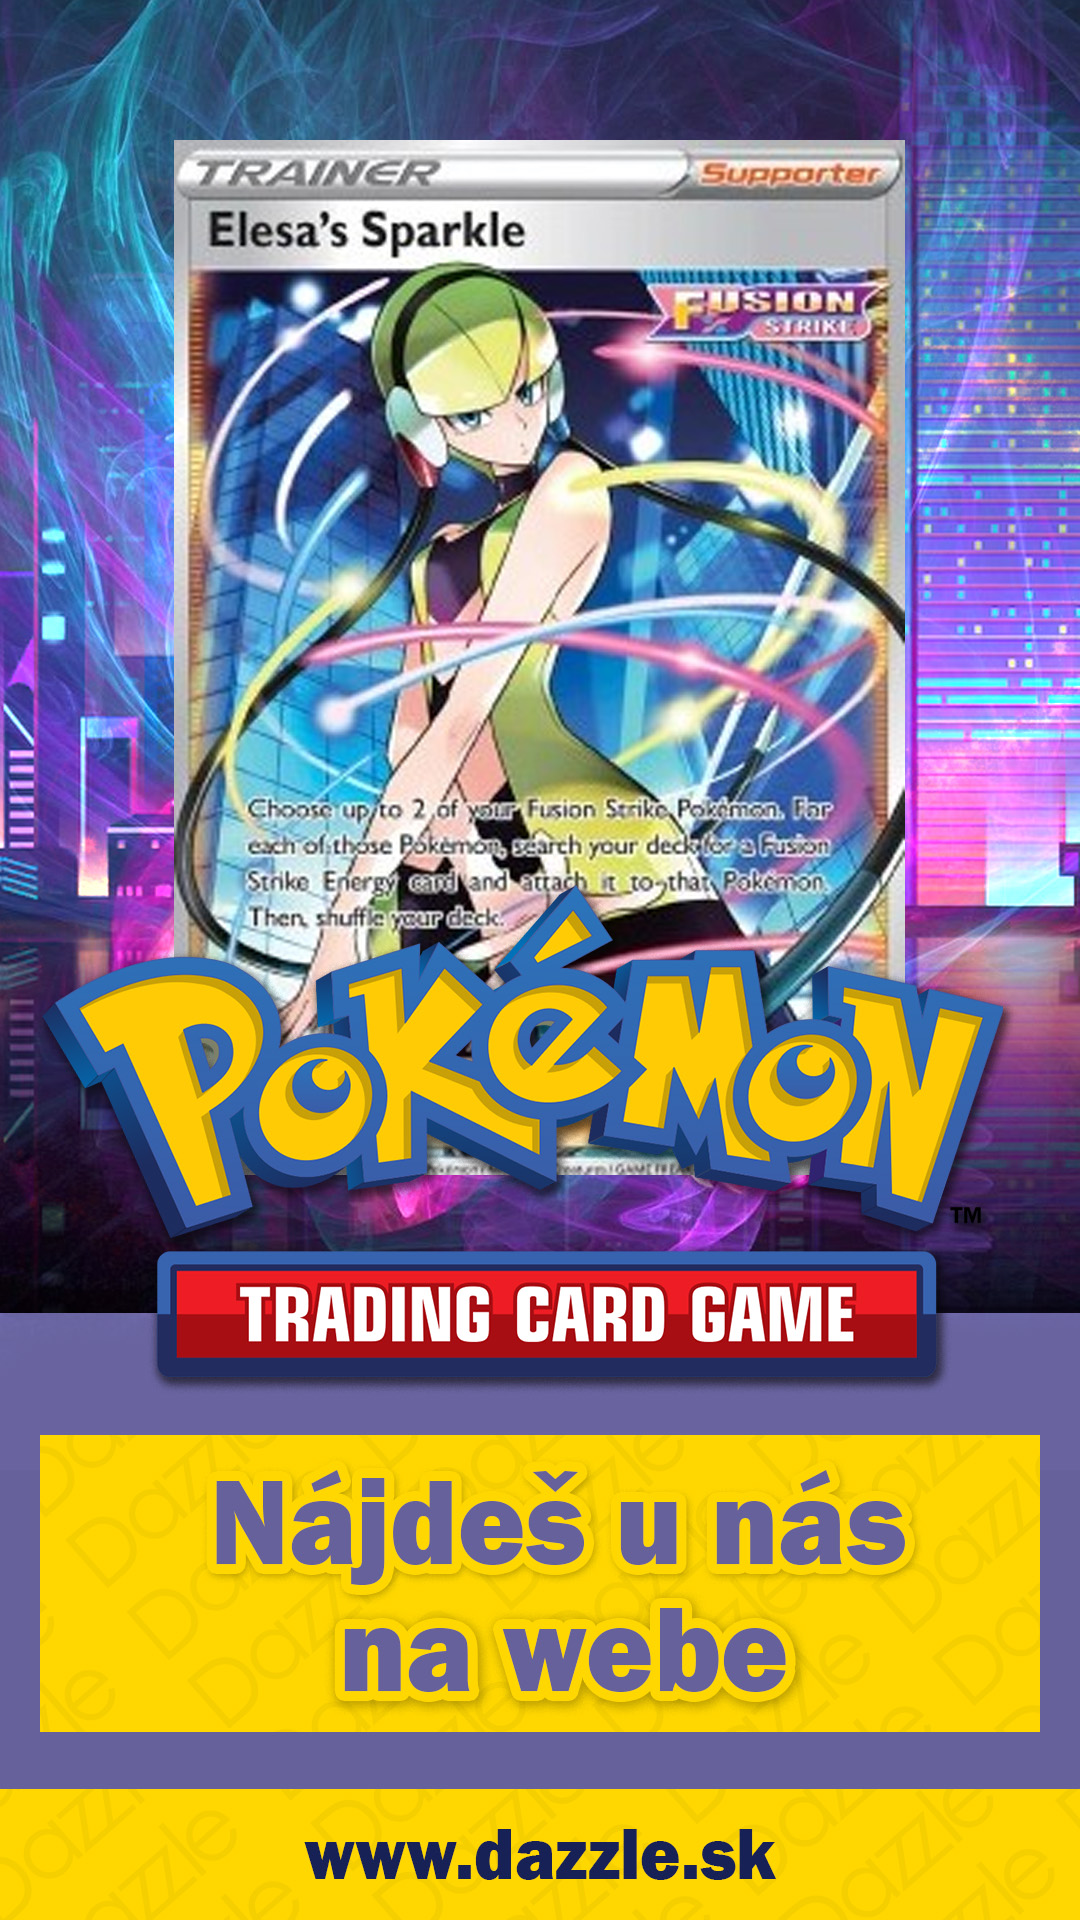 TRAINER
Supporter
Elesa's Sparkle
FUSION
STRIKE
Choose up to 2 of your Fusion Strike Pokémon. For
each of those Pokémon, search your deck for a Fusion
Strike Energy card and attach it to that Pokémon.
Then, shuffle your deck.
POKéMON
TM
TRADING CARD GAME
Nájdeš u nás
na webe
www.dazzle.sk
Dazzle